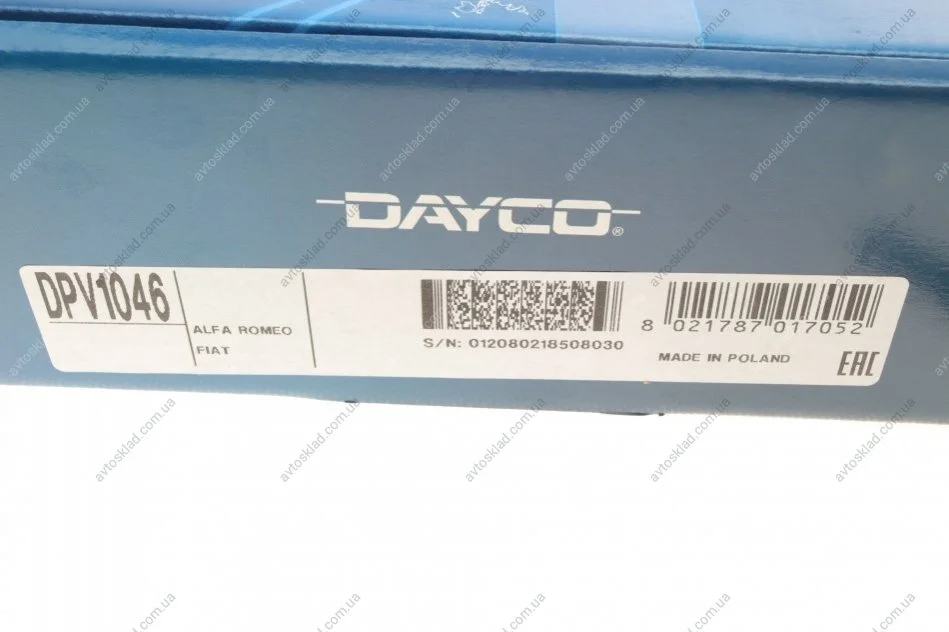 DAYCO®
DPV1046
ALFA ROMEO
FIAT
S/N: 012080218508030
8 021787 017052
MADE IN POLAND
EAC
avtosklad.com.ua